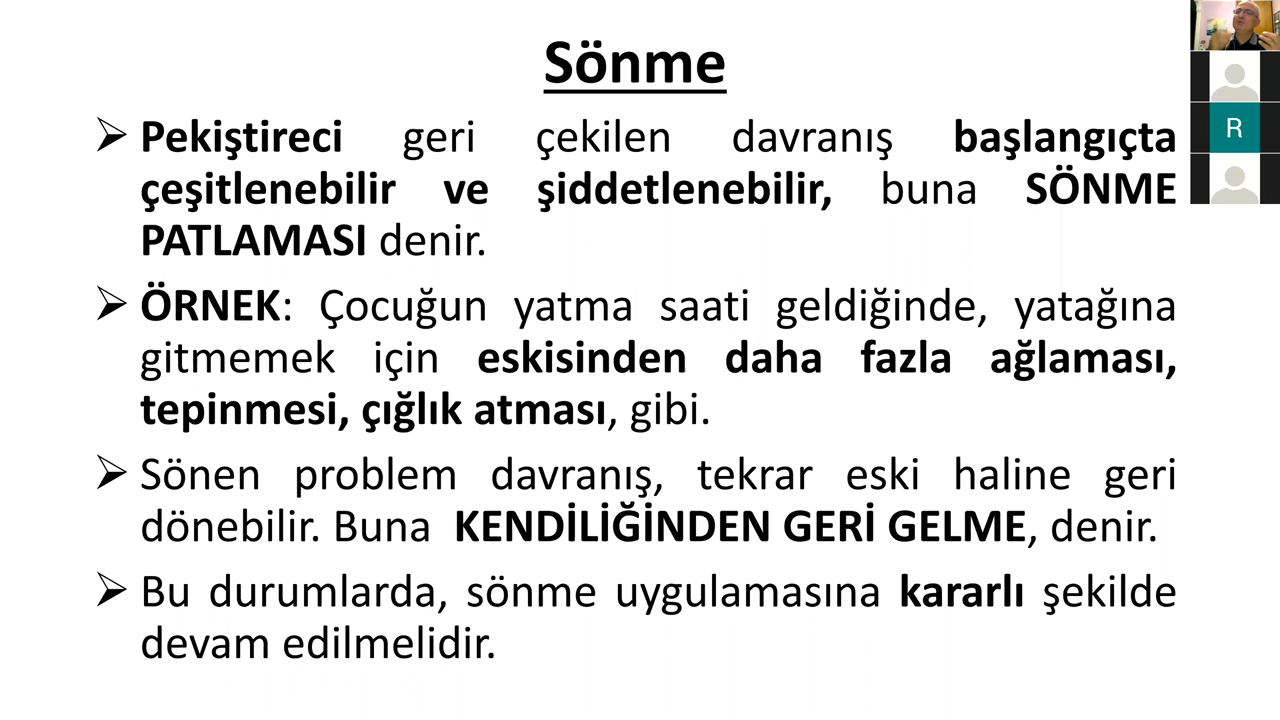 Sönme
➢ Pekiştireci geri çekilen davranış başlangıçta
çeşitlenebilir ve şiddetlenebilir, buna SÖNME
PATLAMASI denir.
➢ ÖRNEK: Çocuğun yatma saati geldiğinde, yatağına
gitmemek için eskisinden daha fazla ağlaması,
tepinmesi, çığlık atması, gibi.
➢ Sönen problem davranış, tekrar eski haline geri
dönebilir. Buna KENDİLİĞİNDEN GERİ GELME, denir.
➢ Bu durumlarda, sönme uygulamasına kararlı şekilde
devam edilmelidir.
R